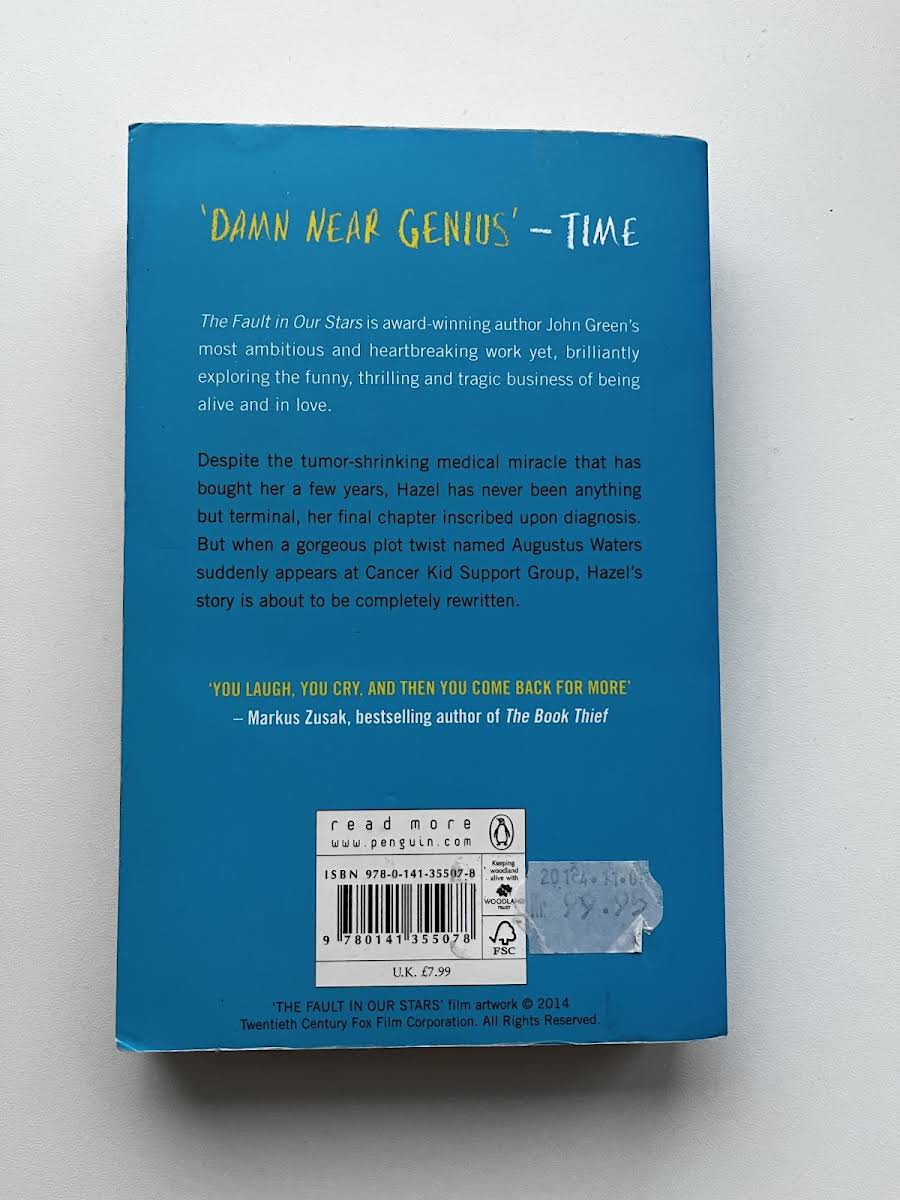 'DAMN NEAR GENIUS' – TIME
The Fault in Our Stars is award-winning author John Green's
most ambitious and heartbreaking work yet, brilliantly
exploring the funny, thrilling and tragic business of being
alive and in love.
Despite the tumor-shrinking medical miracle that has
bought her a few years, Hazel has never been anything
but terminal, her final chapter inscribed upon diagnosis.
But when a gorgeous plot twist named Augustus Waters
suddenly appears at Cancer Kid Support Group, Hazel's
story is about to be completely rewritten.
'YOU LAUGH, YOU CRY, AND THEN YOU COME BACK FOR MORE'
– Markus Zusak, bestselling author of The Book Thief
read more
www.penguin.com
ISBN 978-0-141-35507-8
9 780141 355078
Keeping
woodland
alive with
WOODLAND
TRUST
FSC
U.K. £7.99
99.95
'THE FAULT IN OUR STARS' film artwork © 2014
Twentieth Century Fox Film Corporation. All Rights Reserved.